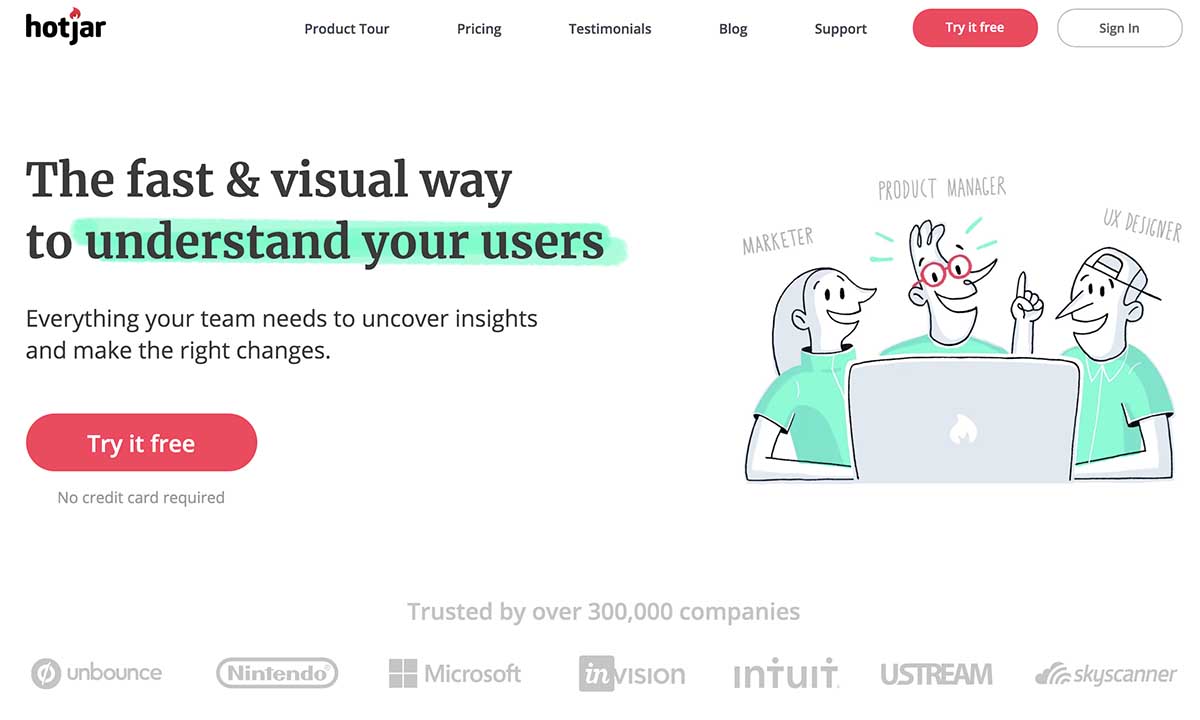 hotjar
Product Tour
Pricing
Testimonials
Blog
Support
Try it free
Sign In
The fast & visual way
to understand your users
Everything your team needs to uncover insights
and make the right changes.
Try it free
No credit card required
MARKETER
PRODUCT MANAGER
UX DESIGNER
Trusted by over 300,000 companies
unbounce
Nintendo
Microsoft
inVISION
intuit
USTREAM
skyscanner